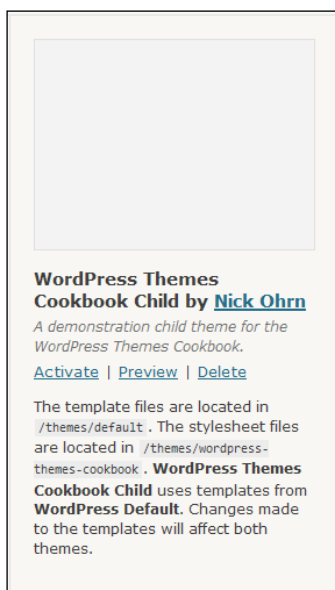 WordPress Themes
Cookbook Child by Nick Ohrn
A demonstration child theme for the
WordPress Themes Cookbook.
Activate | Preview | Delete
The template files are located in
/themes/default . The stylesheet files
are located in /themes/wordpress-
themes-cookbook . WordPress Themes
Cookbook Child uses templates from
WordPress Default. Changes made
to the templates will affect both
themes.